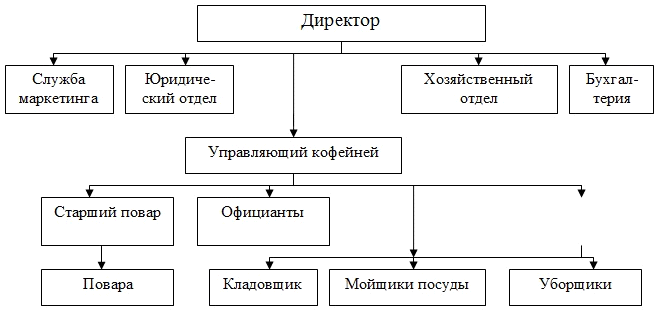 Директор
Служба
маркетинга
Юридиче-
ский отдел
Хозяйственный
отдел
Бухгал-
терия
Управляющий кофейней
Старший повар
Официанты
Повара
Кладовщик
Мойщики посуды
Уборщики